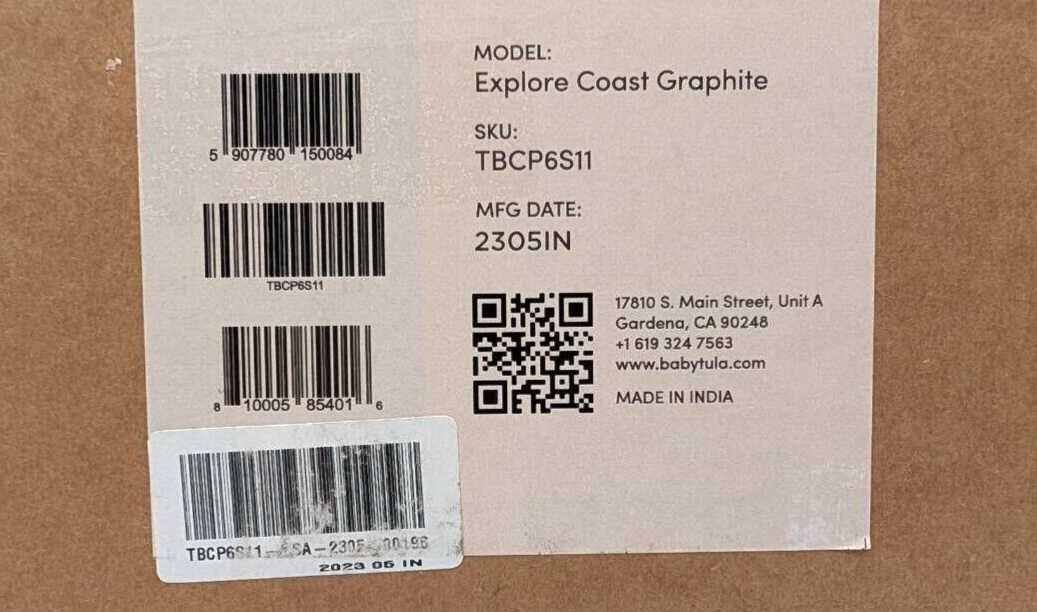 5 907780 150084
TBCP6S11
8 10005 85401 6
MODEL:
Explore Coast Graphite
SKU:
TBCP6S11
MFG DATE:
2305IN
17810 S. Main Street, Unit A
Gardena, CA 90248
+1 619 324 7563
www.babytula.com
MADE IN INDIA
2023 05 IN